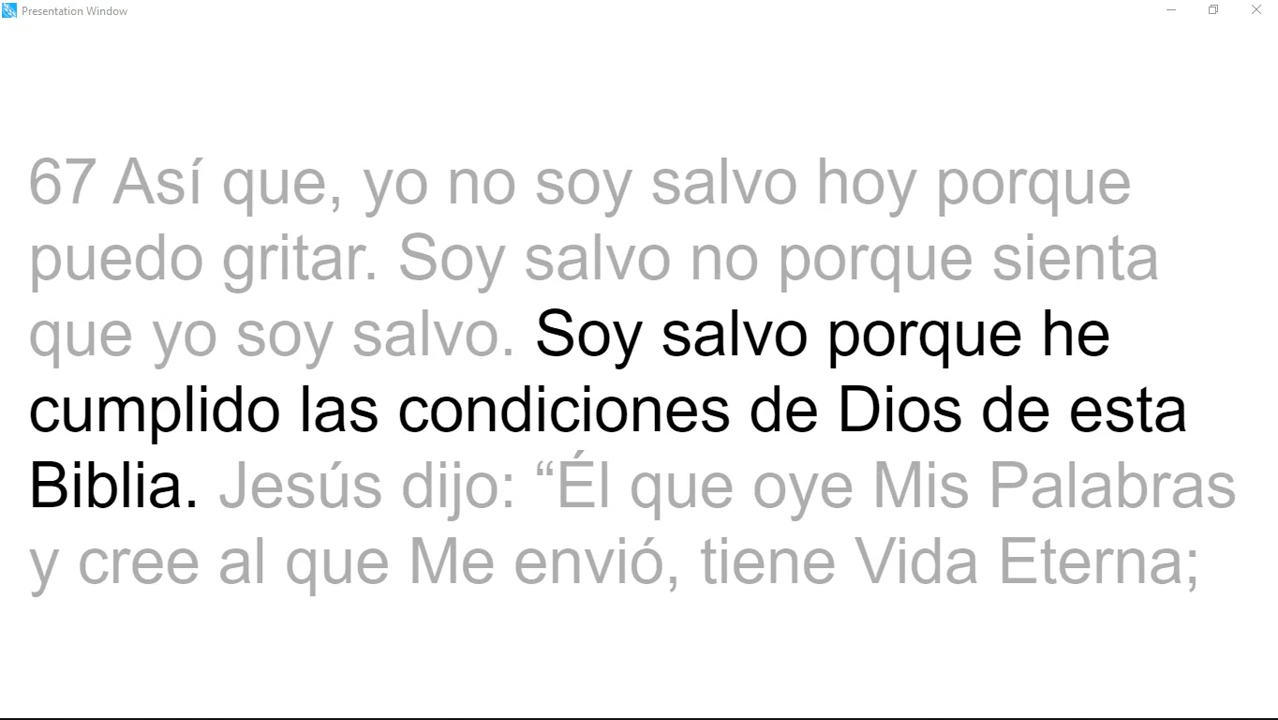 Presentation Window
67 Así que, yo no soy salvo hoy porque
puedo gritar. Soy salvo no porque sienta
que yo soy salvo. Soy salvo porque he
cumplido las condiciones de Dios de esta
Biblia. Jesús dijo: “Él que oye Mis Palabras
y cree al que Me envió, tiene Vida Eterna;